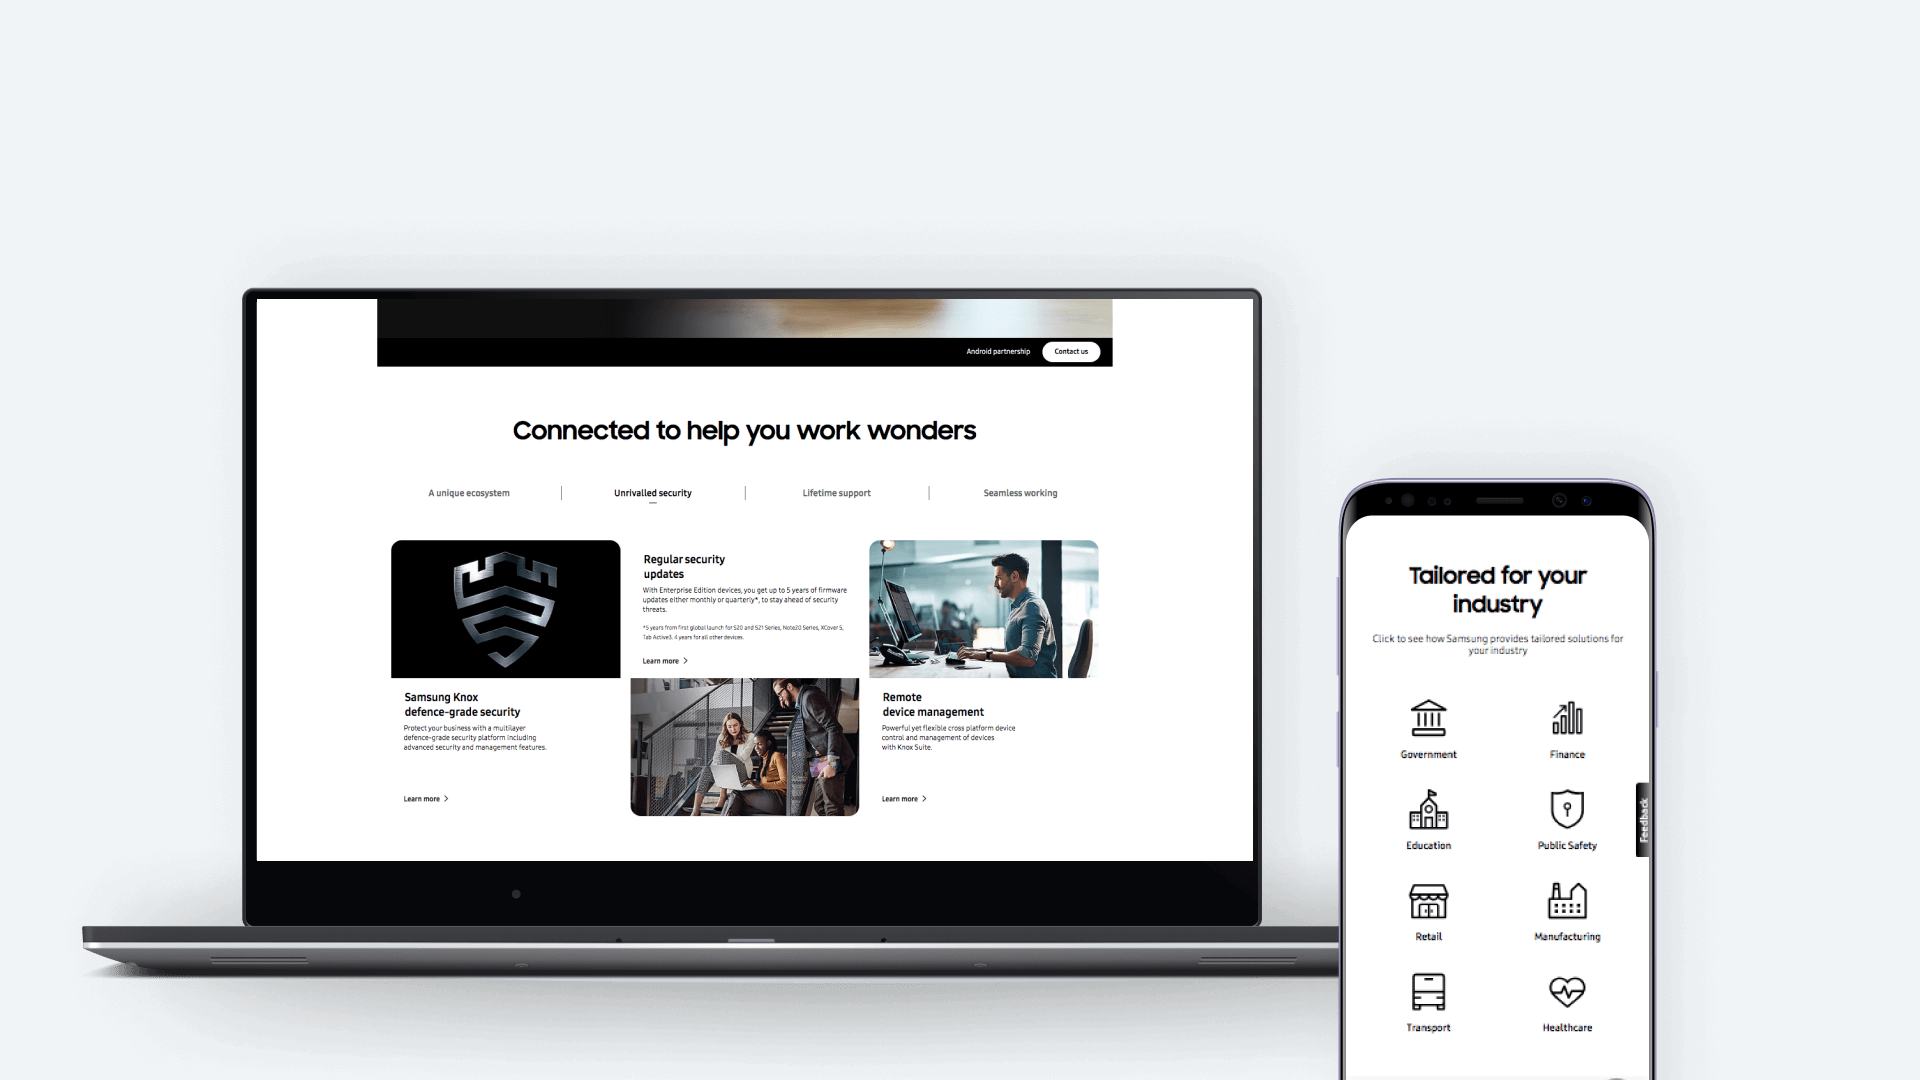 Android partnership
Contact us
Connected to help you work wonders
A unique ecosystem
Unrivalled security
Lifetime support
Seamless working
Regular security
updates
With Enterprise Edition devices, you get up to 5 years of firmware
updates either monthly or quarterly*, to stay ahead of security
threats.
*5 years from first global launch for S20 and S21 Series, Note20 Series, XCover 5,
Tab Active3. 4 years for all other devices.
Learn more
Samsung Knox
defence-grade security
Protect your business with a multilayer
defence-grade security platform including
advanced security and management features.
Learn more
Remote
device management
Powerful yet flexible cross platform device
control and management of devices
with Knox Suite.
Learn more
Tailored for your
industry
Click to see how Samsung provides tailored solutions for
your industry
Government
Finance
Education
Public Safety
Feedback
Retail
Manufacturing
Transport
Healthcare